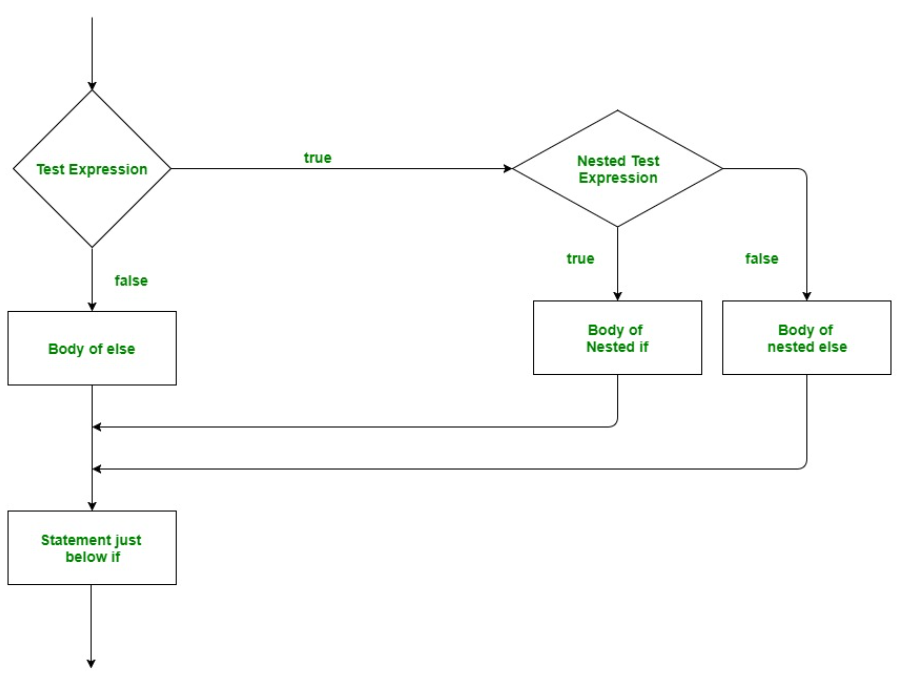 true
Test Expression
Nested Test
Expression
false
true
false
Body of else
Body of
Nested if
Body of
nested else
Statement just
below if